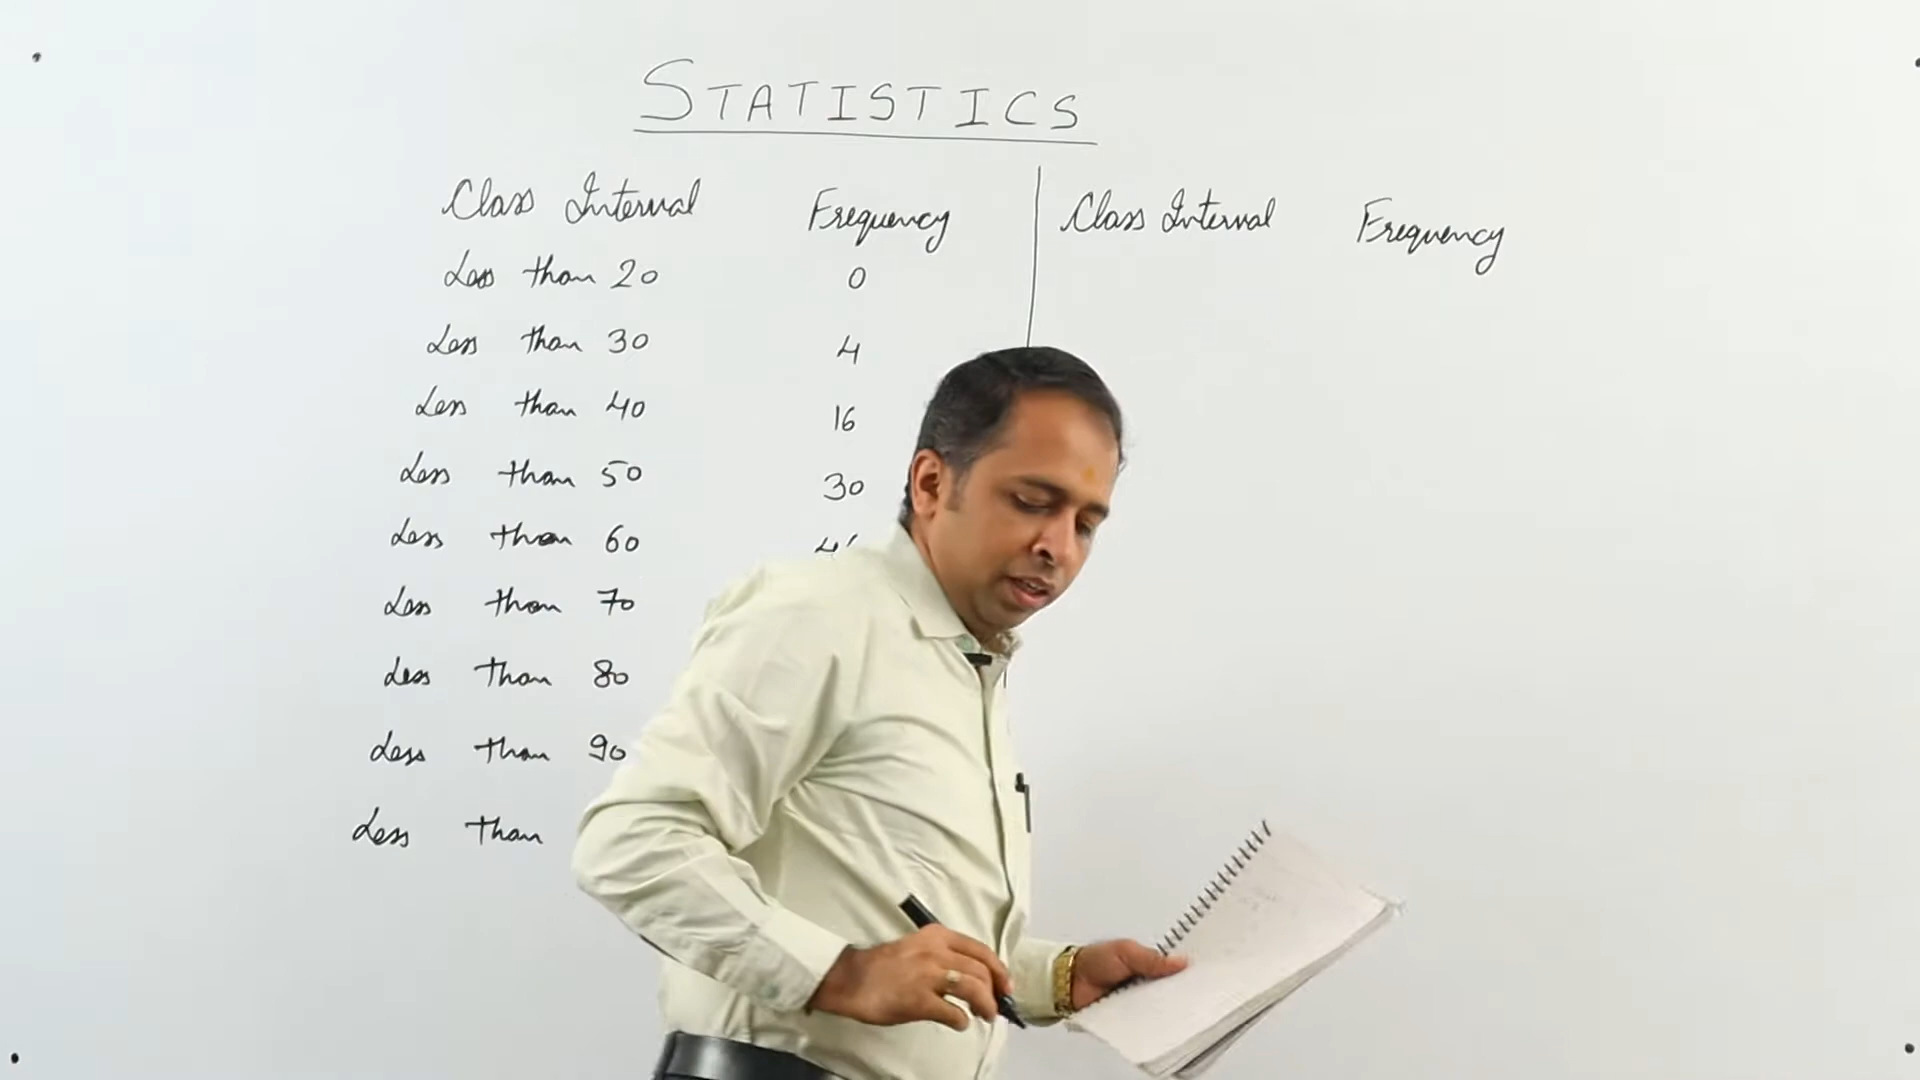 STATISTICS
Class Interval Frequency Class Interval Frequency
Less than 20 0
Less than 30 4
Less than 40 16
Less than 50 30
Less than 60
Less than 70
Less than 80
Less than 90
Less than